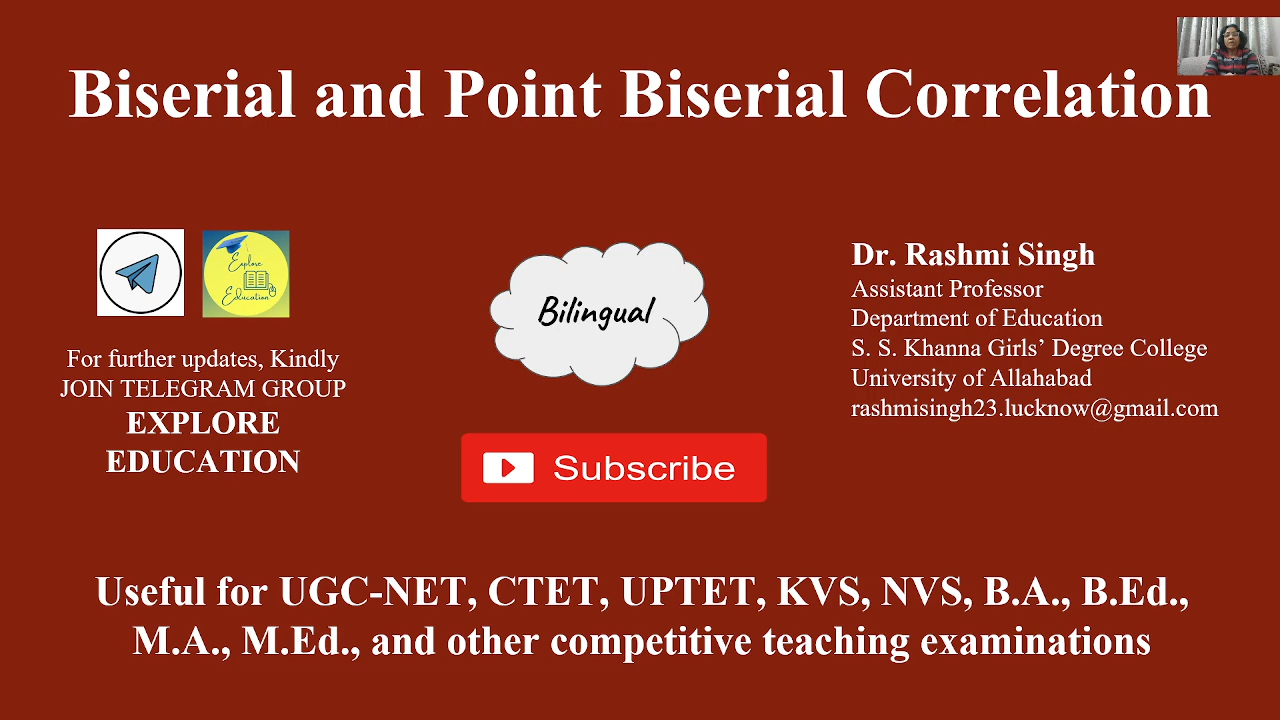 Biserial and Point Biserial Correlation
Explore
Education
For further updates, Kindly
JOIN TELEGRAM GROUP
EXPLORE
EDUCATION
Bilingual
Subscribe
Dr. Rashmi Singh
Assistant Professor
Department of Education
S. S. Khanna Girls’ Degree College
University of Allahabad
rashmisingh23.lucknow@gmail.com
Useful for UGC-NET, CTET, UPTET, KVS, NVS, B.A., B.Ed.,
M.A., M.Ed., and other competitive teaching examinations